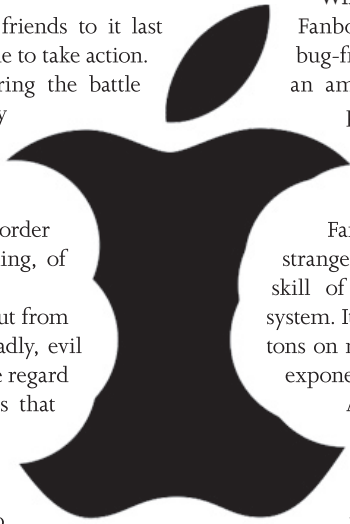 friends to it last
e to take action.
ring the battle
y
order
ing, of
ut from
adly, evil
e regard
s that
Fanbo
bug-fi
an am
Fan
strange
skill of
system. It
tons on n
expone